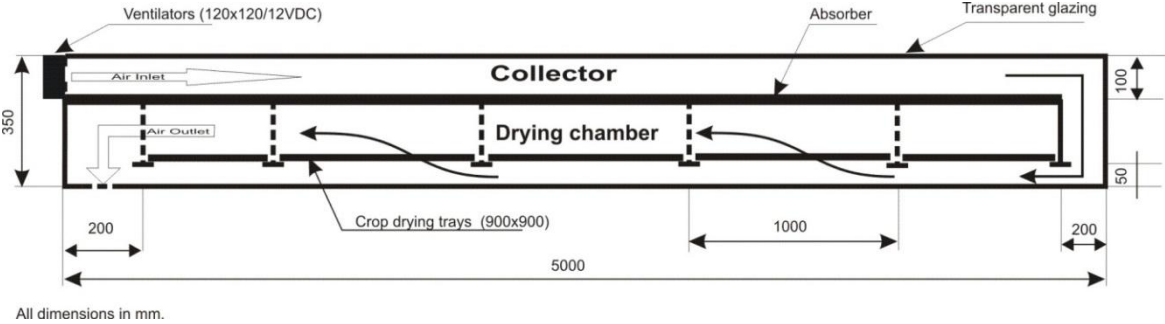 Ventilators (120x120/12VDC)
Absorber
Transparent glazing
Air Inlet
Collector
100
350
Air Outlet
Drying chamber
50
Crop drying trays (900x900)
200
1000
200
5000
All dimensions in mm.